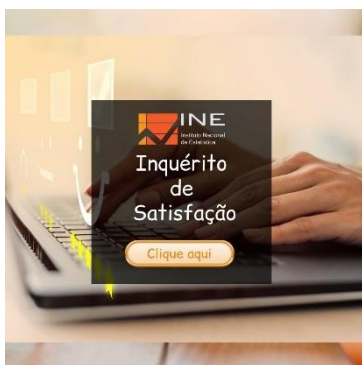 INE
Instituto Nacional
de Estatística
Inquérito
de
Satisfação
Clique aqui